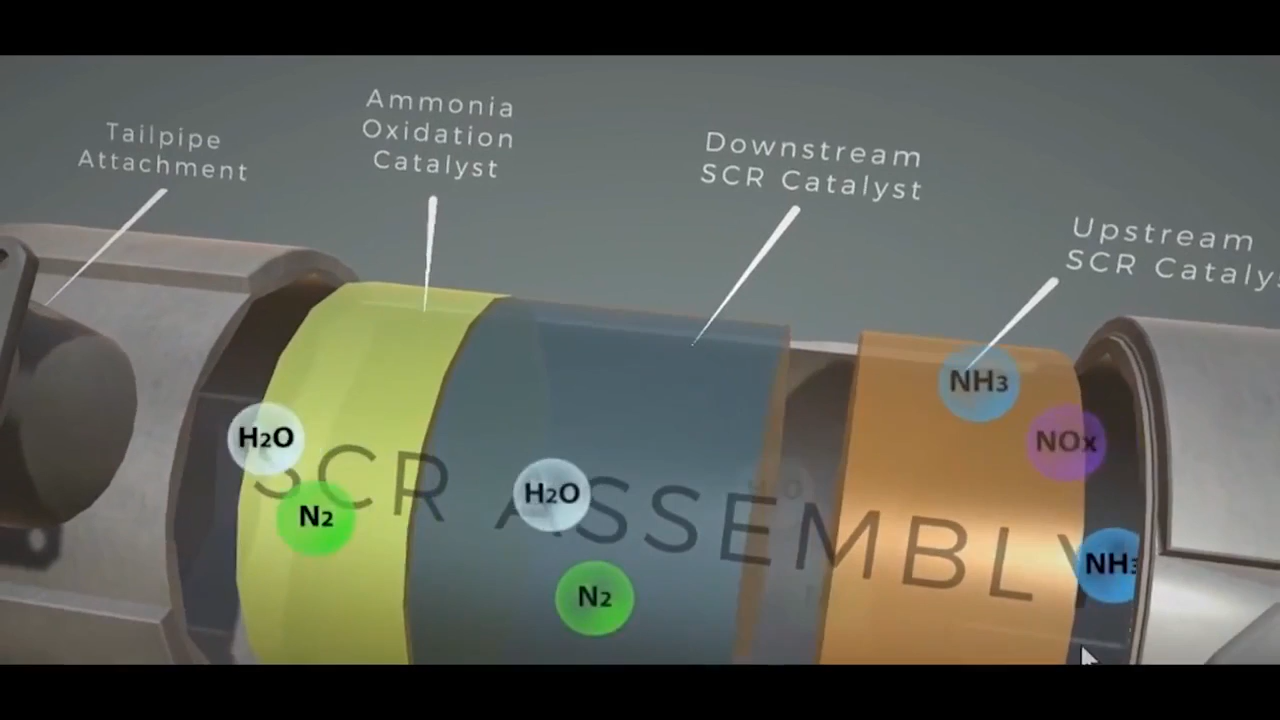 Tailpipe
Attachment
Ammonia
Oxidation
Catalyst
Downstream
SCR Catalyst
Upstream
SCR Catalys
NH3
NOx
H2O
H2O
N2
NH3
N2
SCR ASSEMBLY